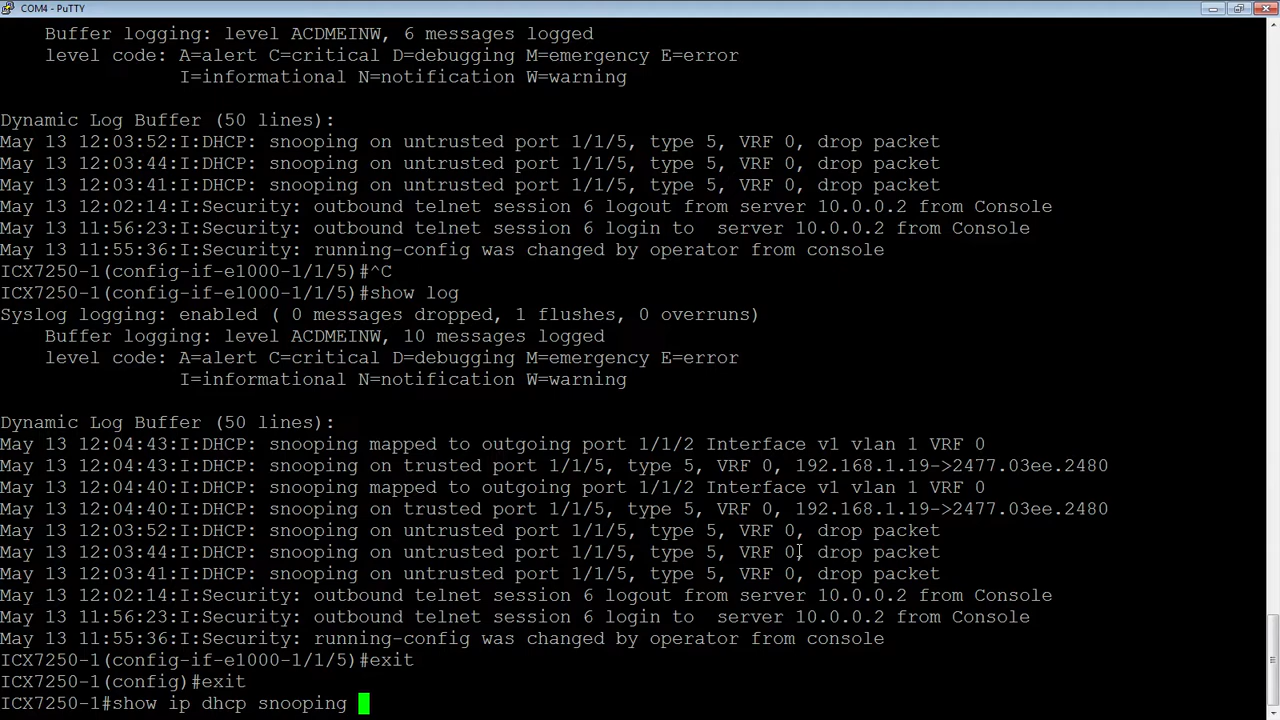 COM4 - PuTTY
Buffer logging: level ACDMEINW, 6 messages logged
level code: A=alert C=critical D=debugging M=emergency E=error
I=informational N=notification W=warning
Dynamic Log Buffer (50 lines):
May 13 12:03:52:I:DHCP: snooping on untrusted port 1/1/5, type 5, VRF 0, drop packet
May 13 12:03:44:I:DHCP: snooping on untrusted port 1/1/5, type 5, VRF 0, drop packet
May 13 12:03:41:I:DHCP: snooping on untrusted port 1/1/5, type 5, VRF 0, drop packet
May 13 12:02:14:I:Security: outbound telnet session 6 logout from server 10.0.0.2 from Console
May 13 11:56:23:I:Security: outbound telnet session 6 login to  server 10.0.0.2 from Console
May 13 11:55:36:I:Security: running-config was changed by operator from console
ICX7250-1(config-if-e1000-1/1/5)#^C
ICX7250-1(config-if-e1000-1/1/5)#show log
Syslog logging: enabled ( 0 messages dropped, 1 flushes, 0 overruns)
Buffer logging: level ACDMEINW, 10 messages logged
level code: A=alert C=critical D=debugging M=emergency E=error
I=informational N=notification W=warning
Dynamic Log Buffer (50 lines):
May 13 12:04:43:I:DHCP: snooping mapped to outgoing port 1/1/2 Interface v1 vlan 1 VRF 0
May 13 12:04:43:I:DHCP: snooping on trusted port 1/1/5, type 5, VRF 0, 192.168.1.19->2477.03ee.2480
May 13 12:04:40:I:DHCP: snooping mapped to outgoing port 1/1/2 Interface v1 vlan 1 VRF 0
May 13 12:04:40:I:DHCP: snooping on trusted port 1/1/5, type 5, VRF 0, 192.168.1.19->2477.03ee.2480
May 13 12:03:52:I:DHCP: snooping on untrusted port 1/1/5, type 5, VRF 0, drop packet
May 13 12:03:44:I:DHCP: snooping on untrusted port 1/1/5, type 5, VRF 0, drop packet
May 13 12:03:41:I:DHCP: snooping on untrusted port 1/1/5, type 5, VRF 0, drop packet
May 13 12:02:14:I:Security: outbound telnet session 6 logout from server 10.0.0.2 from Console
May 13 11:56:23:I:Security: outbound telnet session 6 login to  server 10.0.0.2 from Console
May 13 11:55:36:I:Security: running-config was changed by operator from console
ICX7250-1(config-if-e1000-1/1/5)#exit
ICX7250-1(config)#exit
ICX7250-1#show ip dhcp snooping